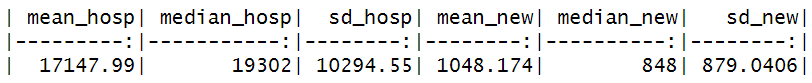 | mean_hosp| median_hosp| sd_hosp| mean_new| median_new| sd_new|
|---------:|-----------:|--------:|--------:|----------:|--------:|
| 17147.99| 19302| 10294.55| 1048.174| 848| 879.0406|